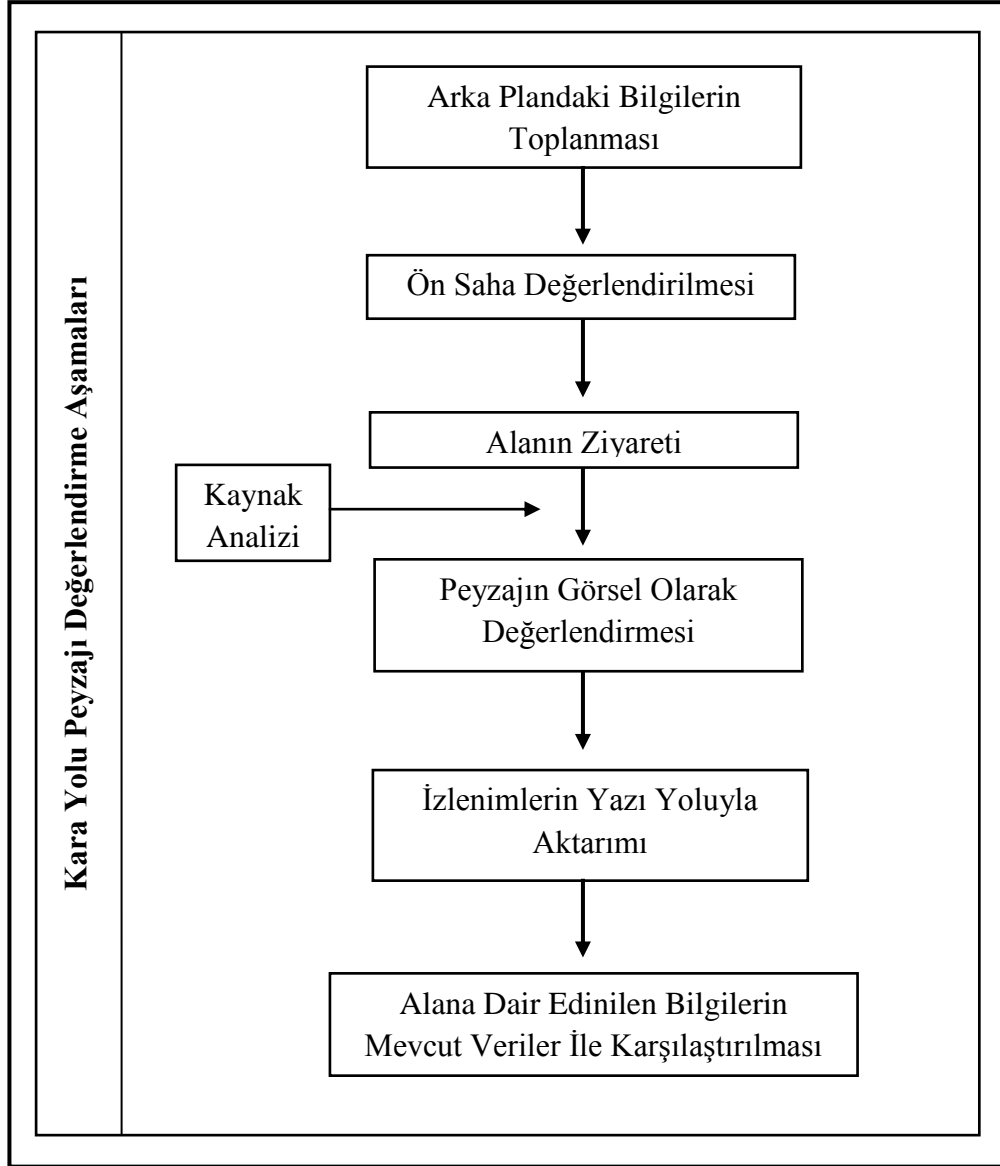 Kara Yolu Peyzajı Değerlendirme Aşamaları
Arka Plandaki Bilgilerin
Toplanması
Ön Saha Değerlendirilmesi
Alanın Ziyareti
Kaynak
Analizi
Peyzajın Görsel Olarak
Değerlendirmesi
İzlenimlerin Yazı Yoluyla
Aktarımı
Alana Dair Edinilen Bilgilerin
Mevcut Veriler İle Karşılaştırılması